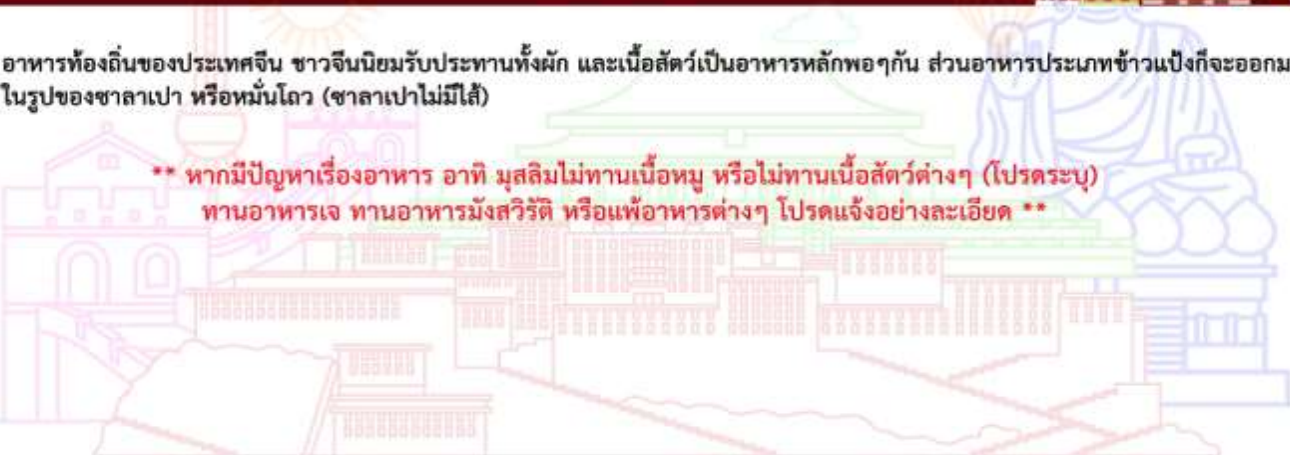 อาหารท้องถิ่นของประเทศจีน ชาวจีนนิยมรับประทานทั้งผัก และเนื้อสัตว์เป็นอาหารหลักพอๆกัน ส่วนอาหารประเภทข้าวแป้งก็จะออกม
ในรูปของซาลาเปา หรือหมั่นโถว (ซาลาเปาไม่มีไส้)
** หากมีปัญหาเรื่องอาหาร อาทิ มุสลิมไม่ทานเนื้อหมู หรือไม่ทานเนื้อสัตว์ต่างๆ (โปรดระบุ)
ทานอาหารเจ ทานอาหารมังสวิรัติ หรือแพ้อาหารต่างๆ โปรดแจ้งอย่างละเอียด **